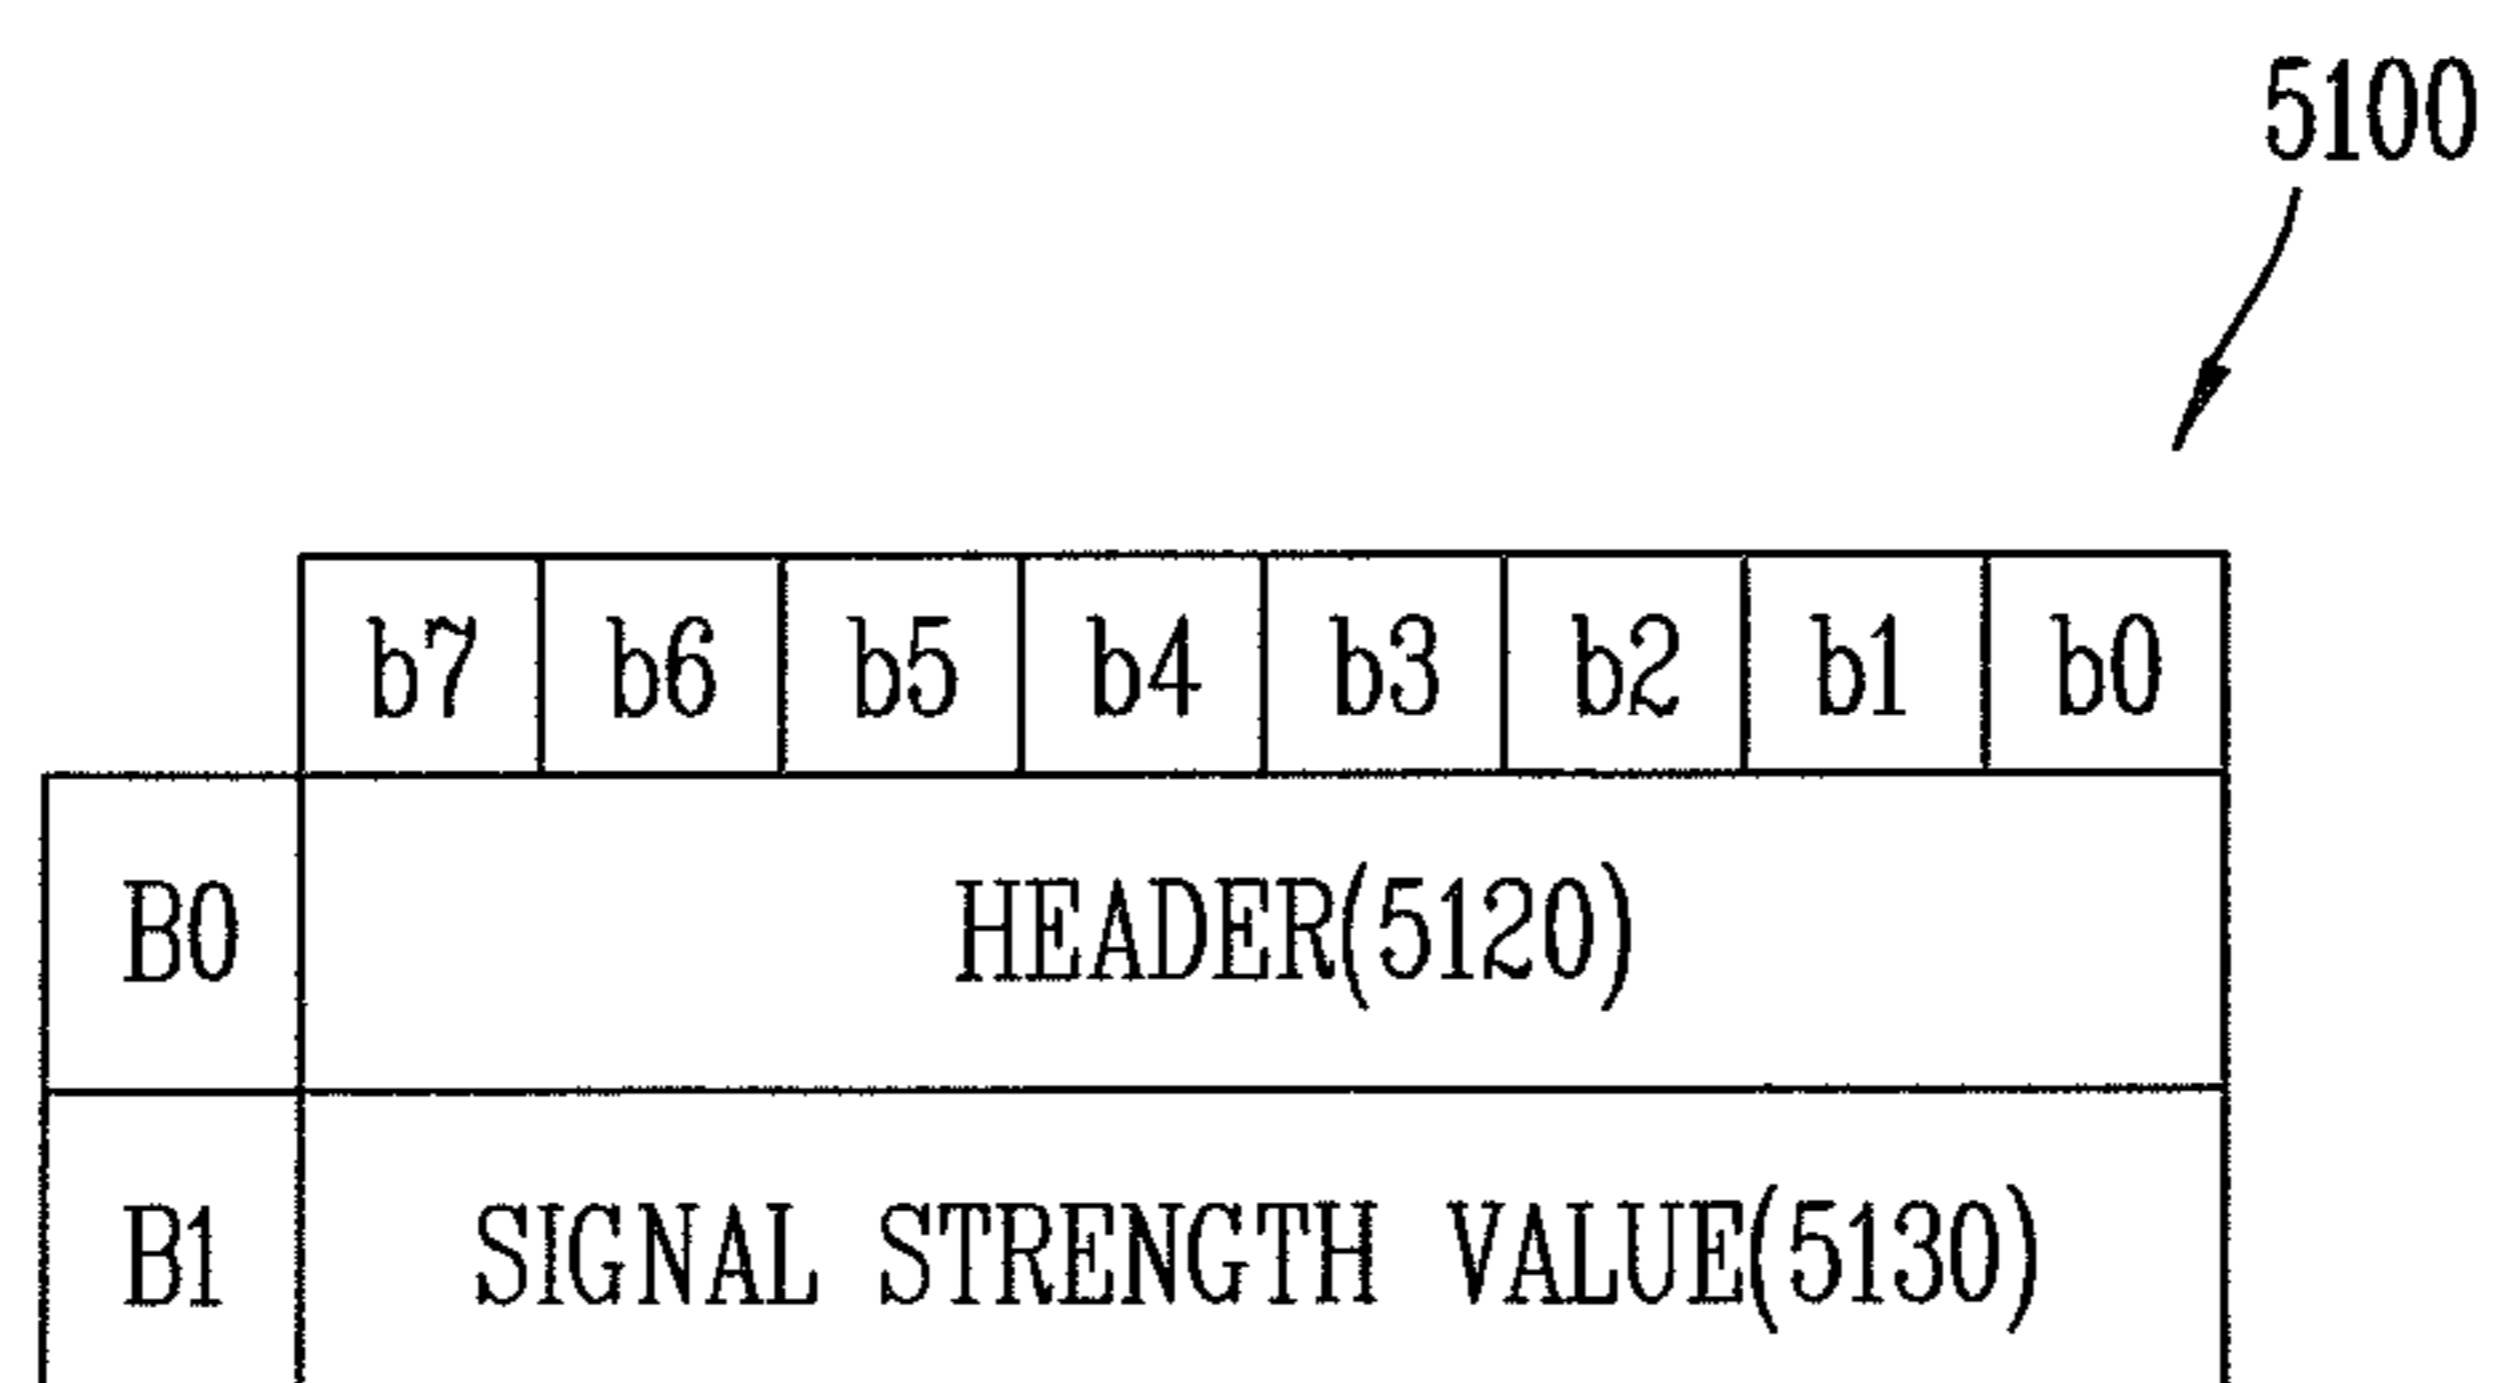 5100
b7 b6 b5 b4 b3 b2 b1 b0
B0 HEADER(5120)
B1 SIGNAL STRENGTH VALUE(5130)